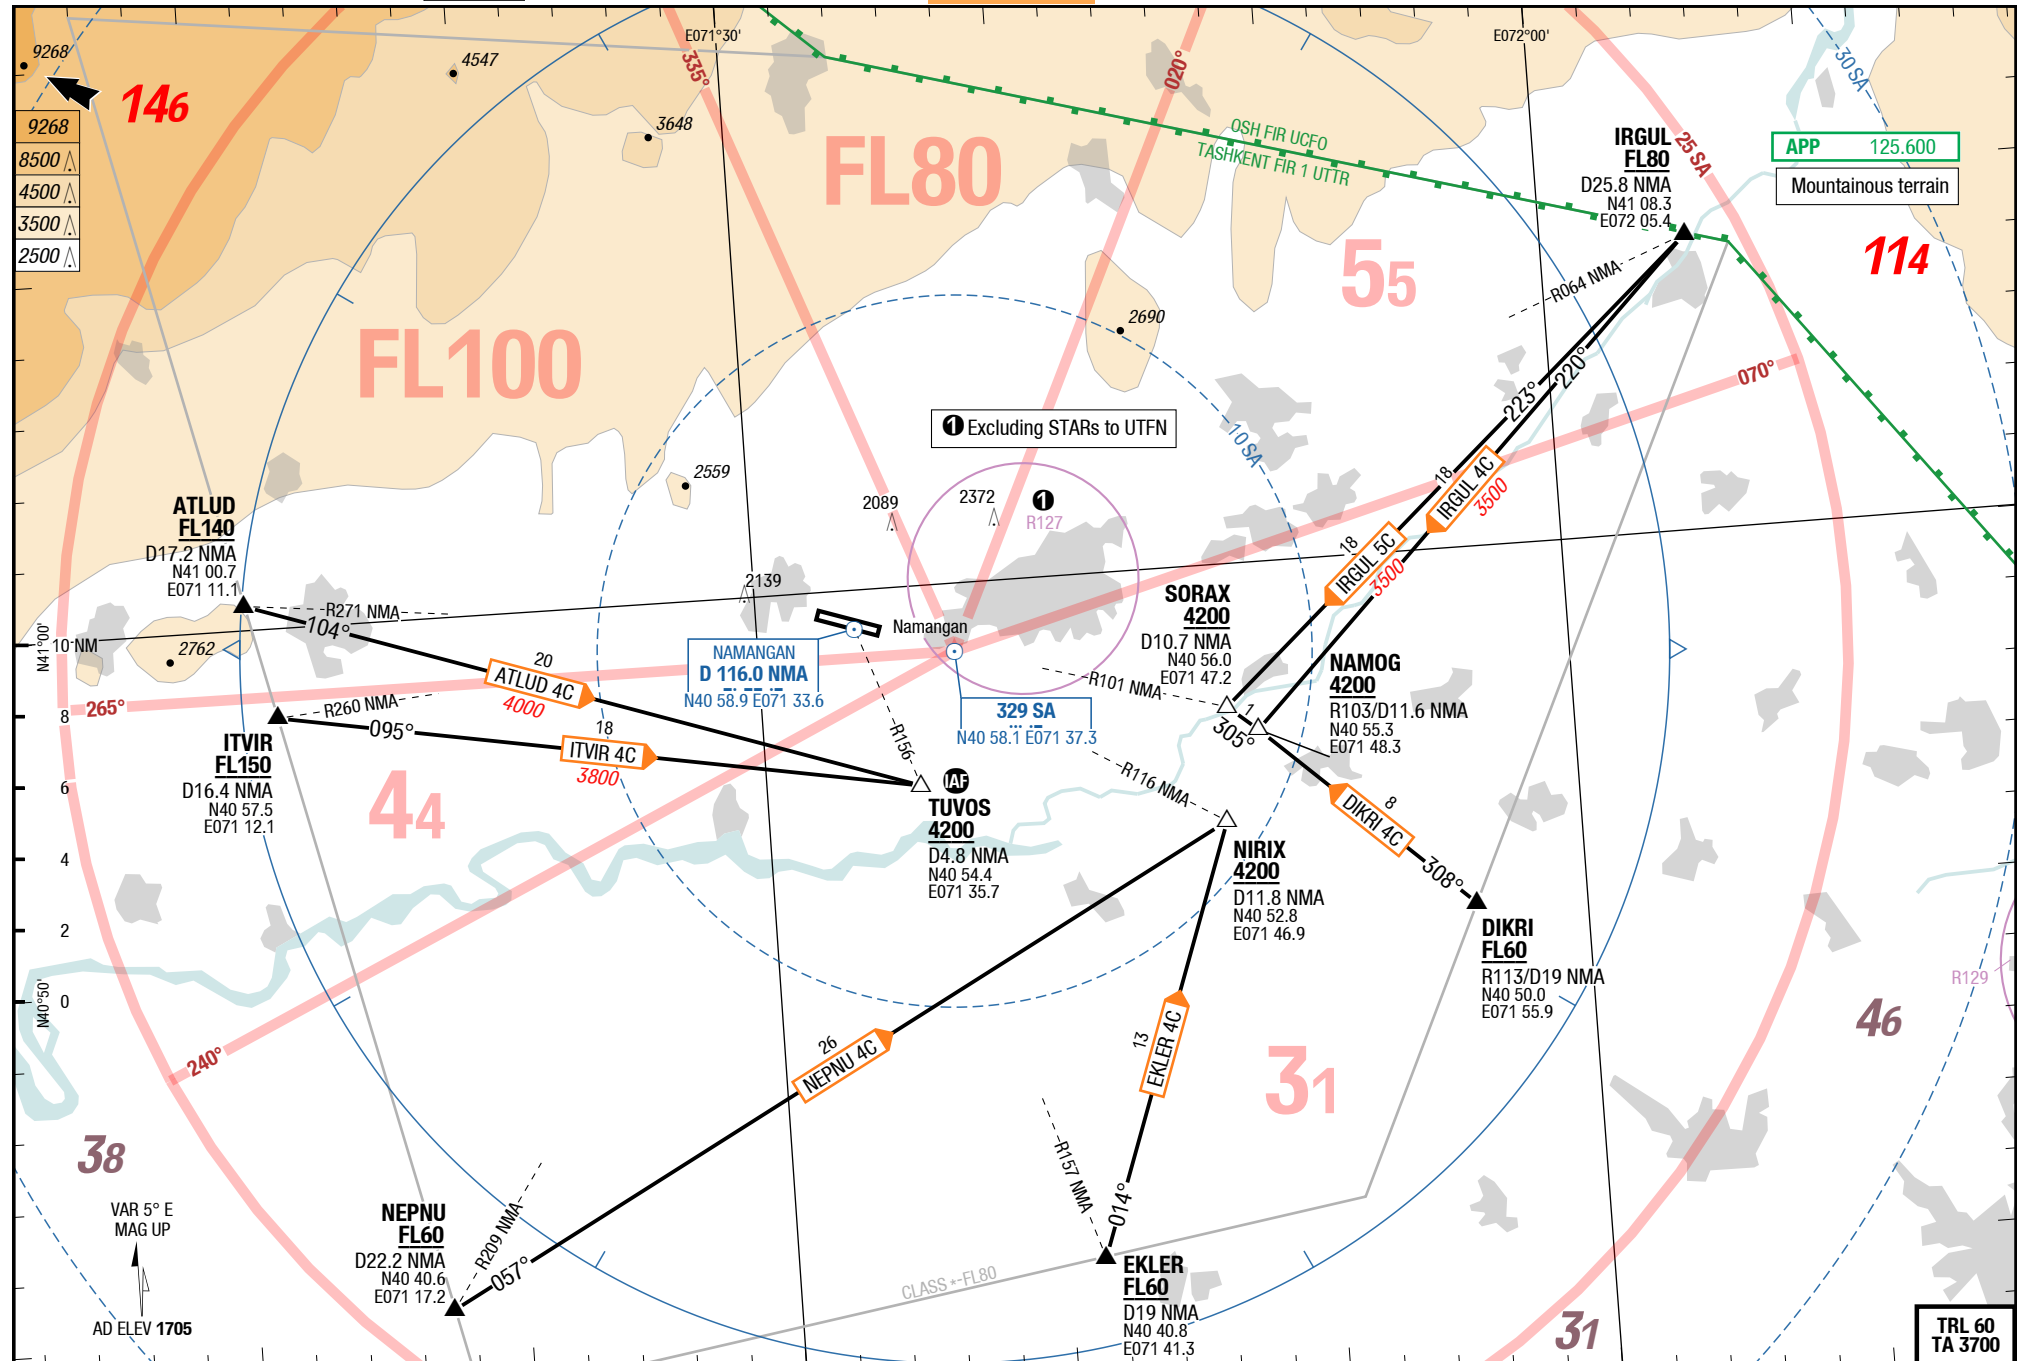 E071°30'
E072°00'
9268
4547
146
335°
020°
30 SA
9268
8500
4500
3500
2500
3648
FL80
OSH FIR UCFO
TASHKENT FIR 1 UTTR
IRGUL
FL80
D25.8 NMA
N41 08.3
E072 05.4
25 SA
APP 125.600
Mountainous terrain
114
55
R064 NMA
FL100
2690
070°
223°
220°
1 Excluding STARs to UTFN
10 SA
2559
2089
2372
1
R127
18
IRGUL 4C
3500
18
IRGUL 5C
3500
ATLUD
FL140
D17.2 NMA
N41 00.7
E071 11.1
R271 NMA
104°
2139
Namangan
SORAX
4200
D10.7 NMA
N40 56.0
E071 47.2
N41°00'
10 NM
2762
NAMANGAN
D 116.0 NMA
N40 58.9 E071 33.6
R101 NMA
NAMOG
4200
R103/D11.6 NMA
N40 55.3
E071 48.3
20
ATLUD 4C
4000
265°
8
R260 NMA
095°
18
ITVIR 4C
3800
329 SA
N40 58.1 E071 37.3
1
305°
R156
ITVIR
FL150
D16.4 NMA
N40 57.5
E071 12.1
R116 NMA
6
44
IAF
TUVOS
4200
D4.8 NMA
N40 54.4
E071 35.7
8
DIKRI 4C
308°
NIRIX
4200
D11.8 NMA
N40 52.8
E071 46.9
4
2
DIKRI
FL60
R113/D19 NMA
N40 50.0
E071 55.9
R129
N40°50'
0
46
240°
26
NEPNU 4C
13
EKLER 4C
31
38
R157 NMA
014°
VAR 5° E
MAG UP
NEPNU
FL60
D22.2 NMA
N40 40.6
E071 17.2
R209 NMA
057°
CLASS *-FL80
EKLER
FL60
D19 NMA
N40 40.8
E071 41.3
AD ELEV 1705
31
TRL 60
TA 3700